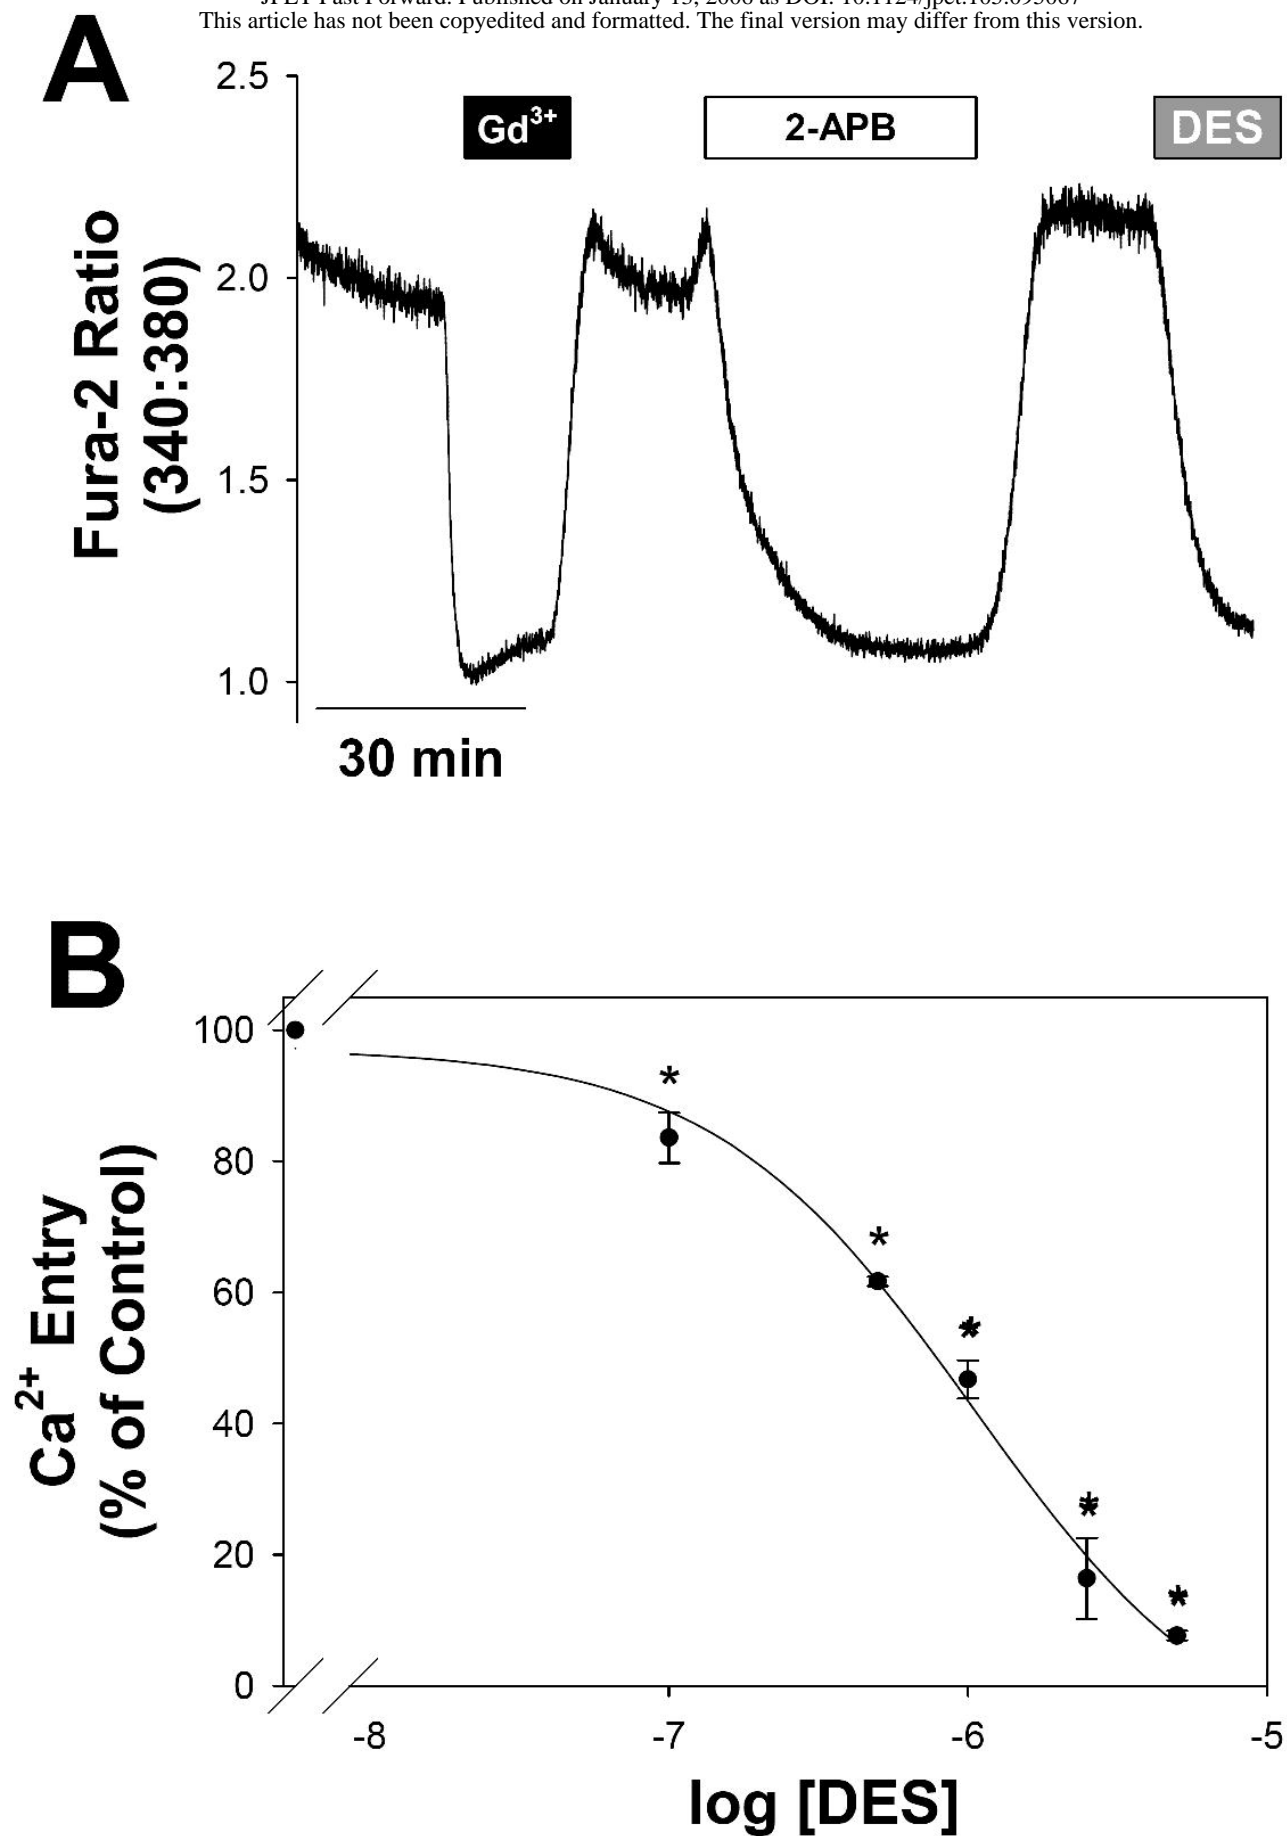 This article has not been copyedited and formatted. The final version may differ from this version.
A
2.5
Gd3+
2-APB
DES
2.0
Fura-2 Ratio
(340:380)
1.5
1.0
30 min
B
100
*
80
*
60
*
40
*
20
*
0
Ca2+ Entry
(% of Control)
-8
-7
-6
-5
log [DES]